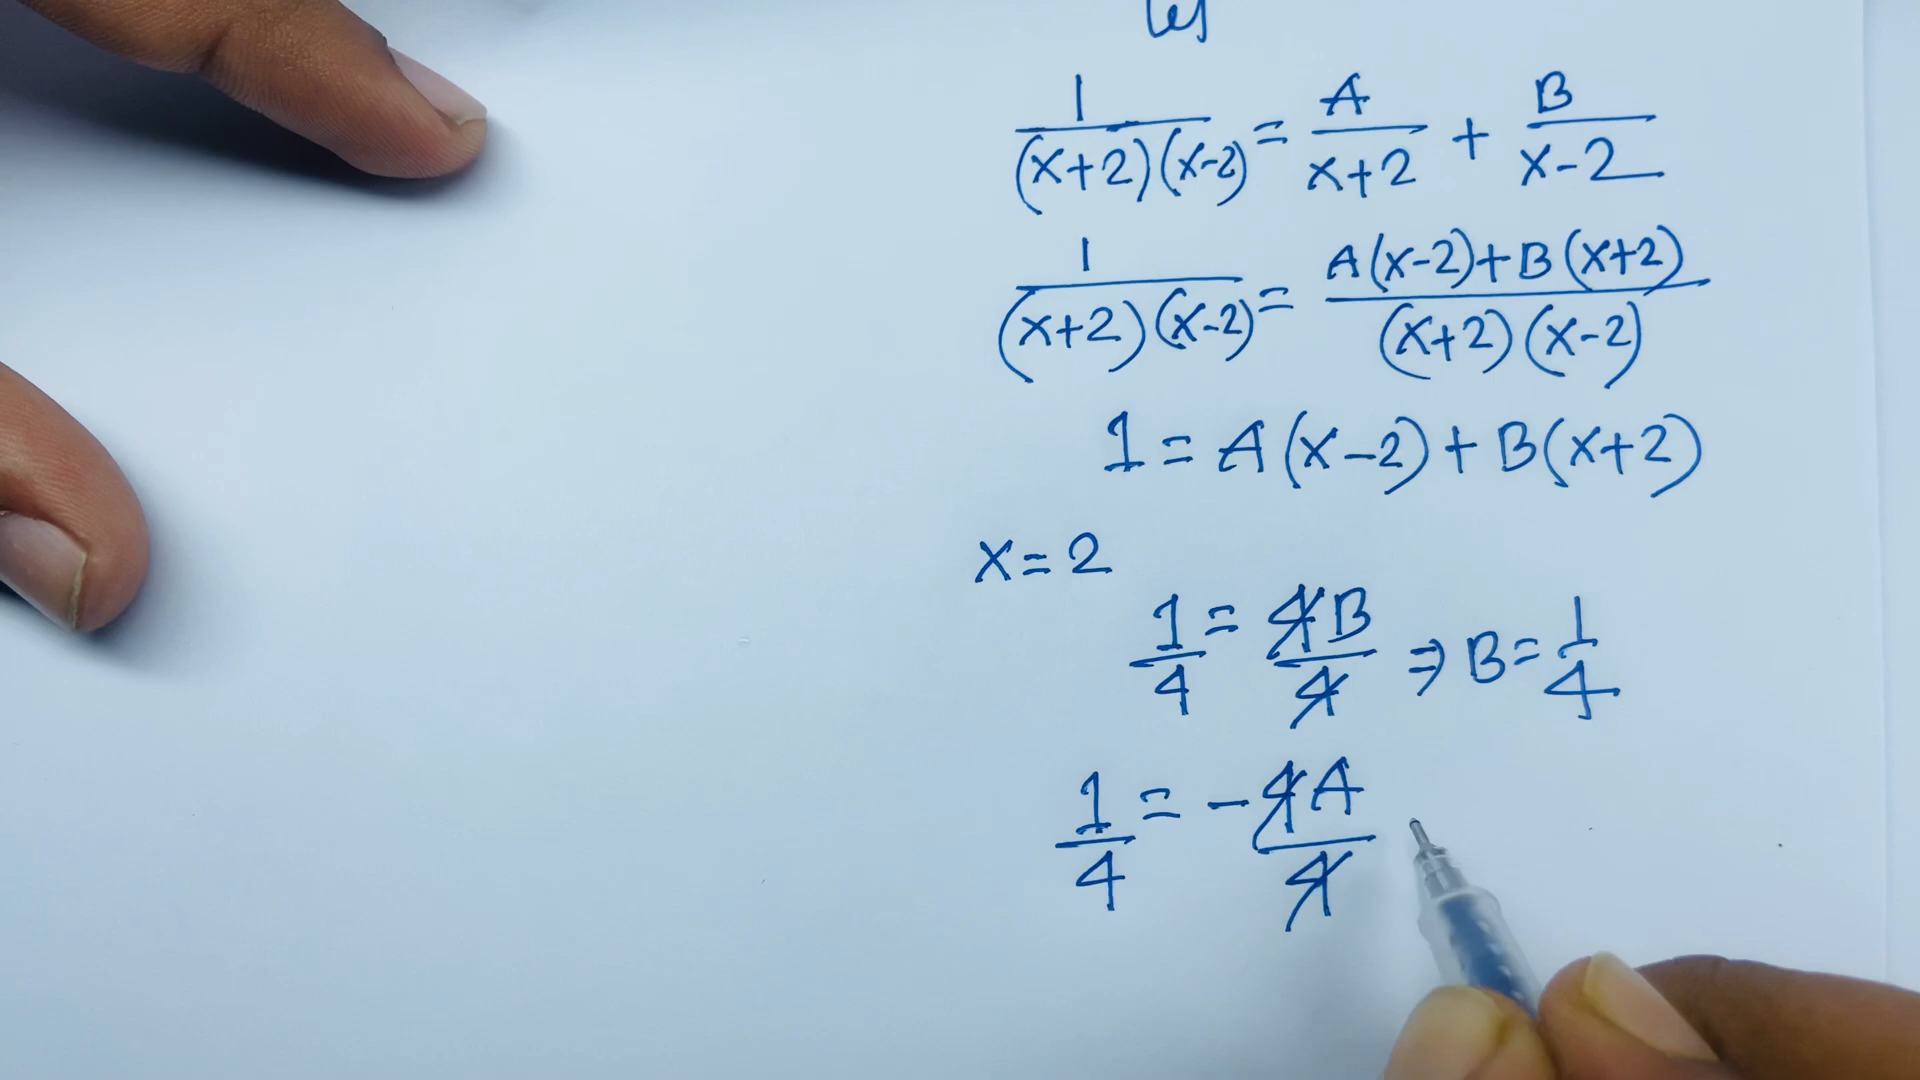 Let
1/((x+2)(x-2)) = A/(x+2) + B/(x-2)
1/((x+2)(x-2)) = (A(x-2)+B(x+2))/((x+2)(x-2))
1 = A(x-2) + B(x+2)
x = 2
1/4 = 4B/4 ⇒ B = 1/4
1/4 = -4A/4